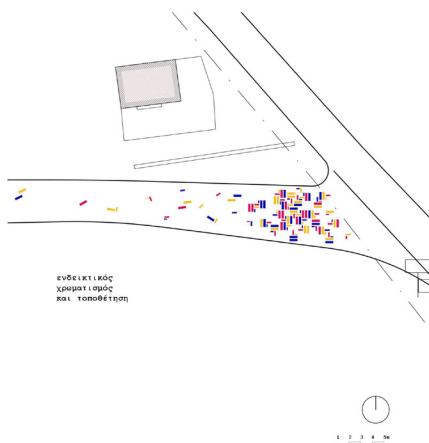 ενδεικτικός
χρωματισμός
και τοποθέτηση
1 2 3 4 5m